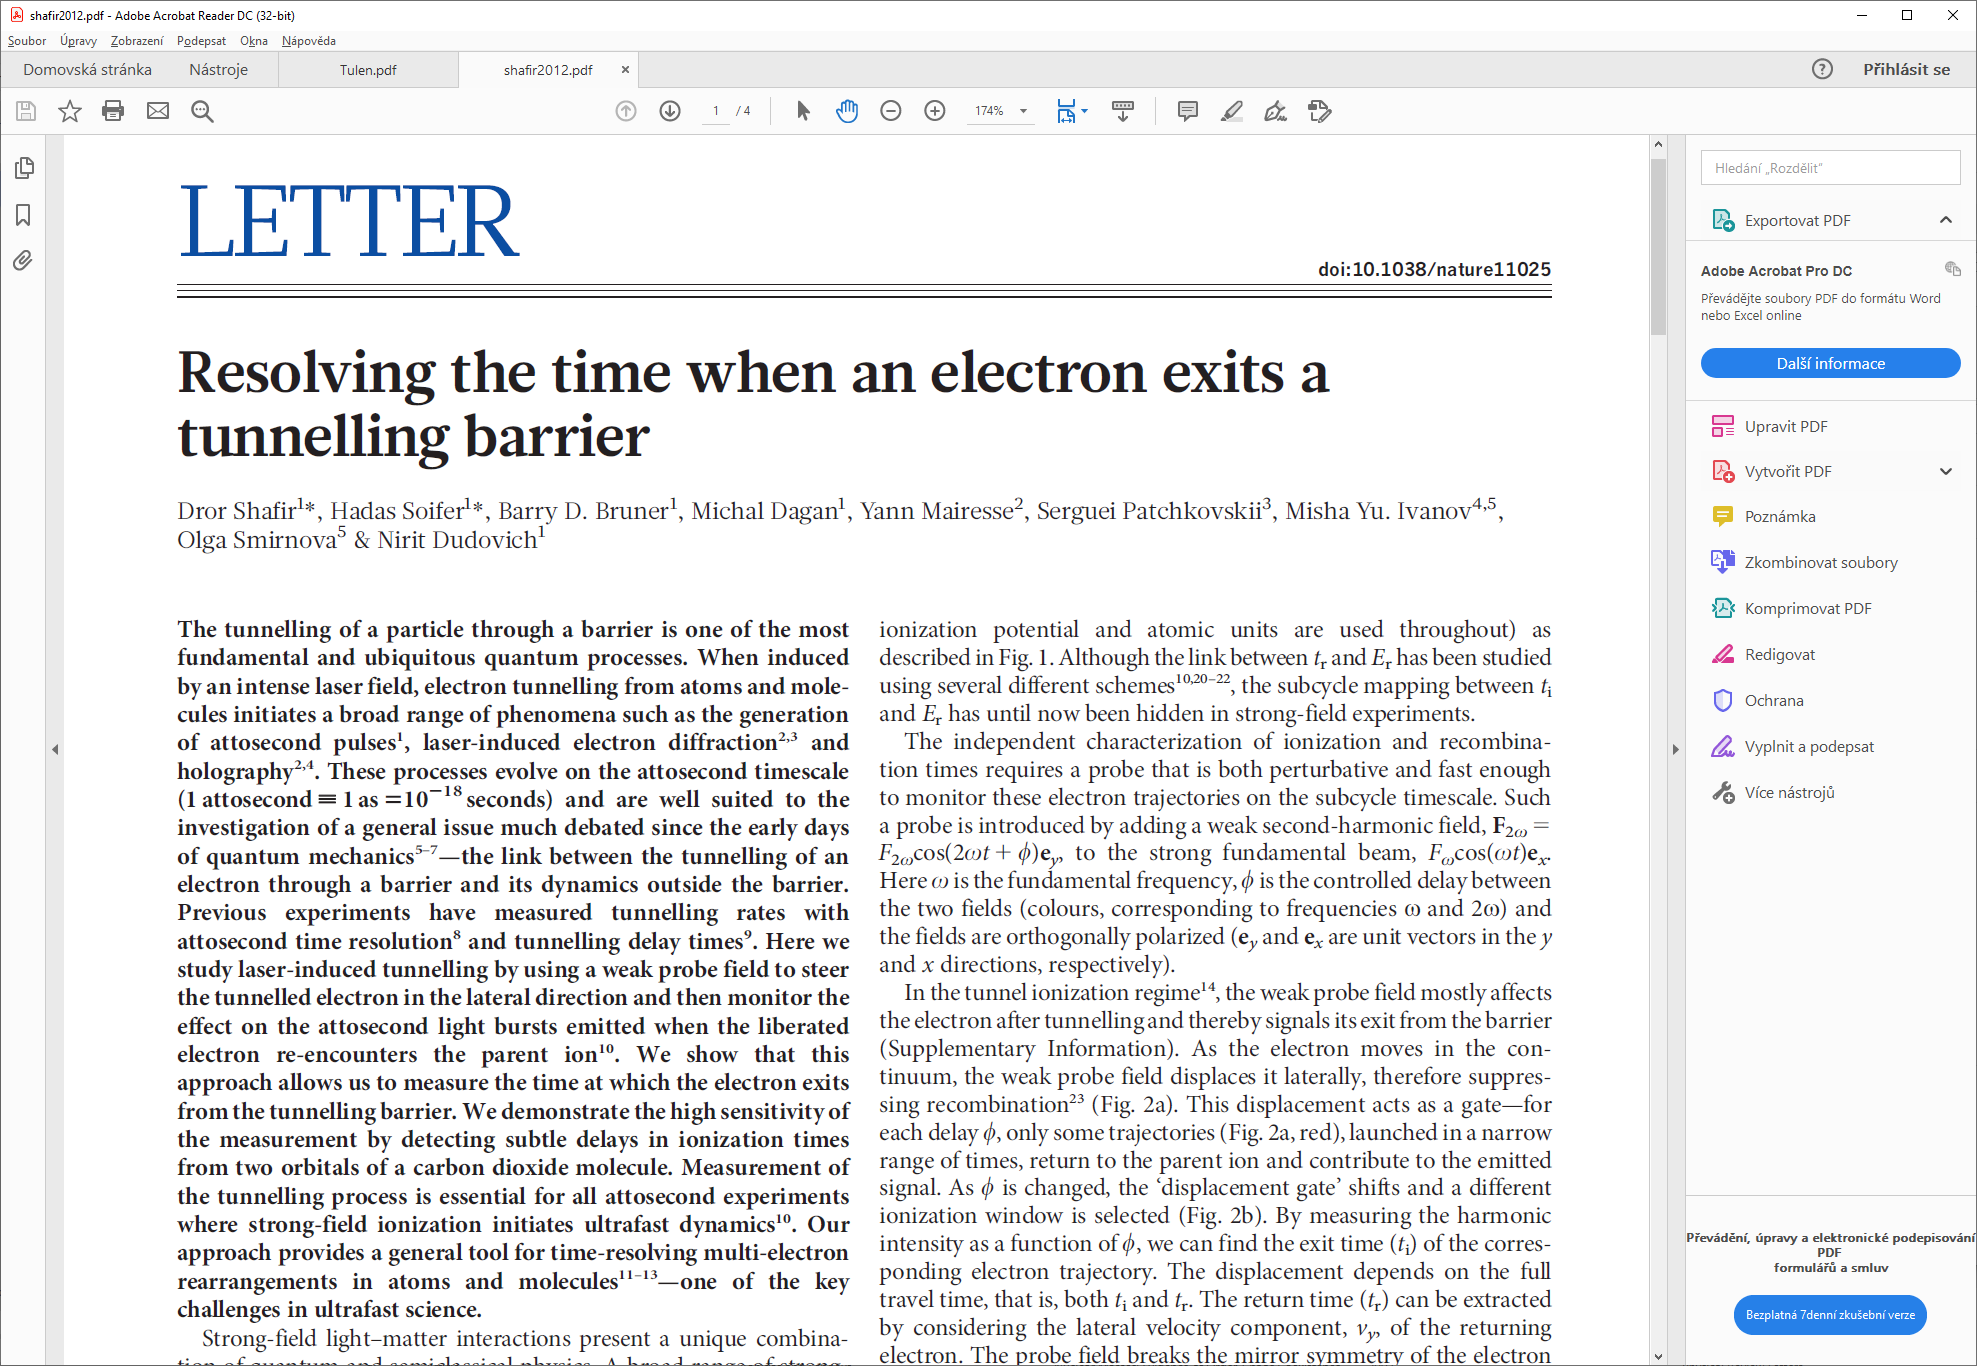 shafir2012.pdf - Adobe Acrobat Reader DC (32-bit)
Soubor Úpravy Zobrazení Podepsat Okna Nápověda
Domovská stránka Nástroje Tulen.pdf shafir2012.pdf × Přihlásit se
1 / 4 174%
LETTER
doi:10.1038/nature11025
Resolving the time when an electron exits a
tunnelling barrier
Dror Shafir¹*, Hadas Soifer¹*, Barry D. Bruner¹, Michal Dagan¹, Yann Mairesse², Serguei Patchkovskii³, Misha Yu. Ivanov⁴,⁵,
Olga Smirnova⁵ & Nirit Dudovich¹
The tunnelling of a particle through a barrier is one of the most
fundamental and ubiquitous quantum processes. When induced
by an intense laser field, electron tunnelling from atoms and mole-
cules initiates a broad range of phenomena such as the generation
of attosecond pulses¹, laser-induced electron diffraction²,³ and
holography²,⁴. These processes evolve on the attosecond timescale
(1 attosecond ≡ 1 as = 10⁻¹⁸ seconds) and are well suited to the
investigation of a general issue much debated since the early days
of quantum mechanics⁵⁻⁷—the link between the tunnelling of an
electron through a barrier and its dynamics outside the barrier.
Previous experiments have measured tunnelling rates with
attosecond time resolution⁸ and tunnelling delay times⁹. Here we
study laser-induced tunnelling by using a weak probe field to steer
the tunnelled electron in the lateral direction and then monitor the
effect on the attosecond light bursts emitted when the liberated
electron re-encounters the parent ion¹⁰. We show that this
approach allows us to measure the time at which the electron exits
from the tunnelling barrier. We demonstrate the high sensitivity of
the measurement by detecting subtle delays in ionization times
from two orbitals of a carbon dioxide molecule. Measurement of
the tunnelling process is essential for all attosecond experiments
where strong-field ionization initiates ultrafast dynamics¹⁰. Our
approach provides a general tool for time-resolving multi-electron
rearrangements in atoms and molecules¹¹⁻¹³—one of the key
challenges in ultrafast science.
Strong-field light–matter interactions present a unique combina-
tion of quantum and semiclassical physics. A broad range of strong-
ionization potential and atomic units are used throughout) as
described in Fig. 1. Although the link between tr and Er has been studied
using several different schemes¹⁰,²⁰⁻²², the subcycle mapping between ti
and Er has until now been hidden in strong-field experiments.
The independent characterization of ionization and recombina-
tion times requires a probe that is both perturbative and fast enough
to monitor these electron trajectories on the subcycle timescale. Such
a probe is introduced by adding a weak second-harmonic field, F2ω =
F2ωcos(2ωt + ϕ)ey, to the strong fundamental beam, Fωcos(ωt)ex.
Here ω is the fundamental frequency, ϕ is the controlled delay between
the two fields (colours, corresponding to frequencies ω and 2ω) and
the fields are orthogonally polarized (ey and ex are unit vectors in the y
and x directions, respectively).
In the tunnel ionization regime¹⁴, the weak probe field mostly affects
the electron after tunnelling and thereby signals its exit from the barrier
(Supplementary Information). As the electron moves in the con-
tinuum, the weak probe field displaces it laterally, therefore suppres-
sing recombination²³ (Fig. 2a). This displacement acts as a gate—for
each delay ϕ, only some trajectories (Fig. 2a, red), launched in a narrow
range of times, return to the parent ion and contribute to the emitted
signal. As ϕ is changed, the ‘displacement gate’ shifts and a different
ionization window is selected (Fig. 2b). By measuring the harmonic
intensity as a function of ϕ, we can find the exit time (ti) of the corres-
ponding electron trajectory. The displacement depends on the full
travel time, that is, both ti and tr. The return time (tr) can be extracted
by considering the lateral velocity component, vy, of the returning
electron. The probe field breaks the mirror symmetry of the electron
Hledání „Rozdělit“
Exportovat PDF
Adobe Acrobat Pro DC
Převádějte soubory PDF do formátu Word
nebo Excel online
Další informace
Upravit PDF
Vytvořit PDF
Poznámka
Zkombinovat soubory
Komprimovat PDF
Redigovat
Ochrana
Vyplnit a podepsat
Více nástrojů
Převádění, úpravy a elektronické podepisování
PDF
formulářů a smluv
Bezplatná 7denní zkušební verze